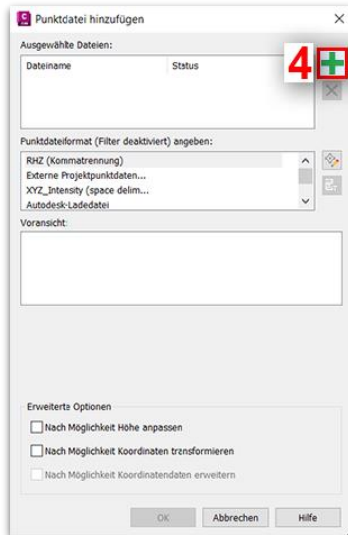 Punktdatei hinzufügen
Ausgewählte Dateien:
Dateiname Status
4
Punktdateiformat (Filter deaktiviert) angeben:
RHZ (Kommatrennung)
Externe Projektpunktdaten...
XYZ_Intensity (space delim...
Autodesk-Ladedatei
Voransicht:
Erweiterte Optionen
Nach Möglichkeit Höhe anpassen
Nach Möglichkeit Koordinaten transformieren
Nach Möglichkeit Koordinatendaten erweitern
OK Abbrechen Hilfe